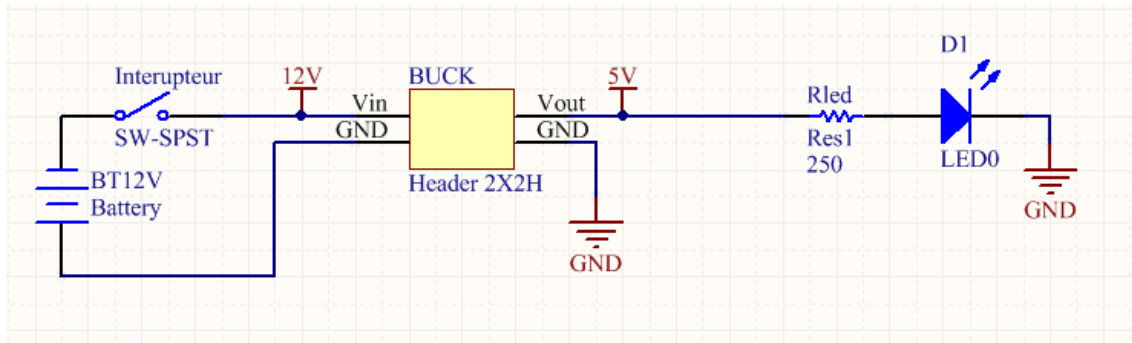 Interupteur
SW-SPST
BT12V
Battery
12V
BUCK
Vin
GND
Vout
GND
Header 2X2H
5V
GND
Rled
Res1
250
D1
LED0
GND